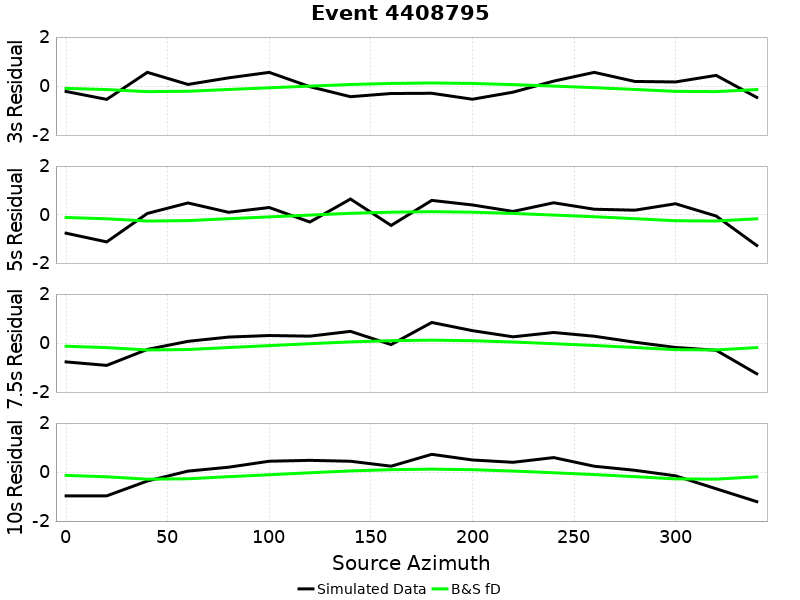 Event 4408795
3s Residual
2
0
-2
5s Residual
2
0
-2
7.5s Residual
2
0
-2
10s Residual
2
0
-2
0 50 100 150 200 250 300
Source Azimuth
Simulated Data B&S fD